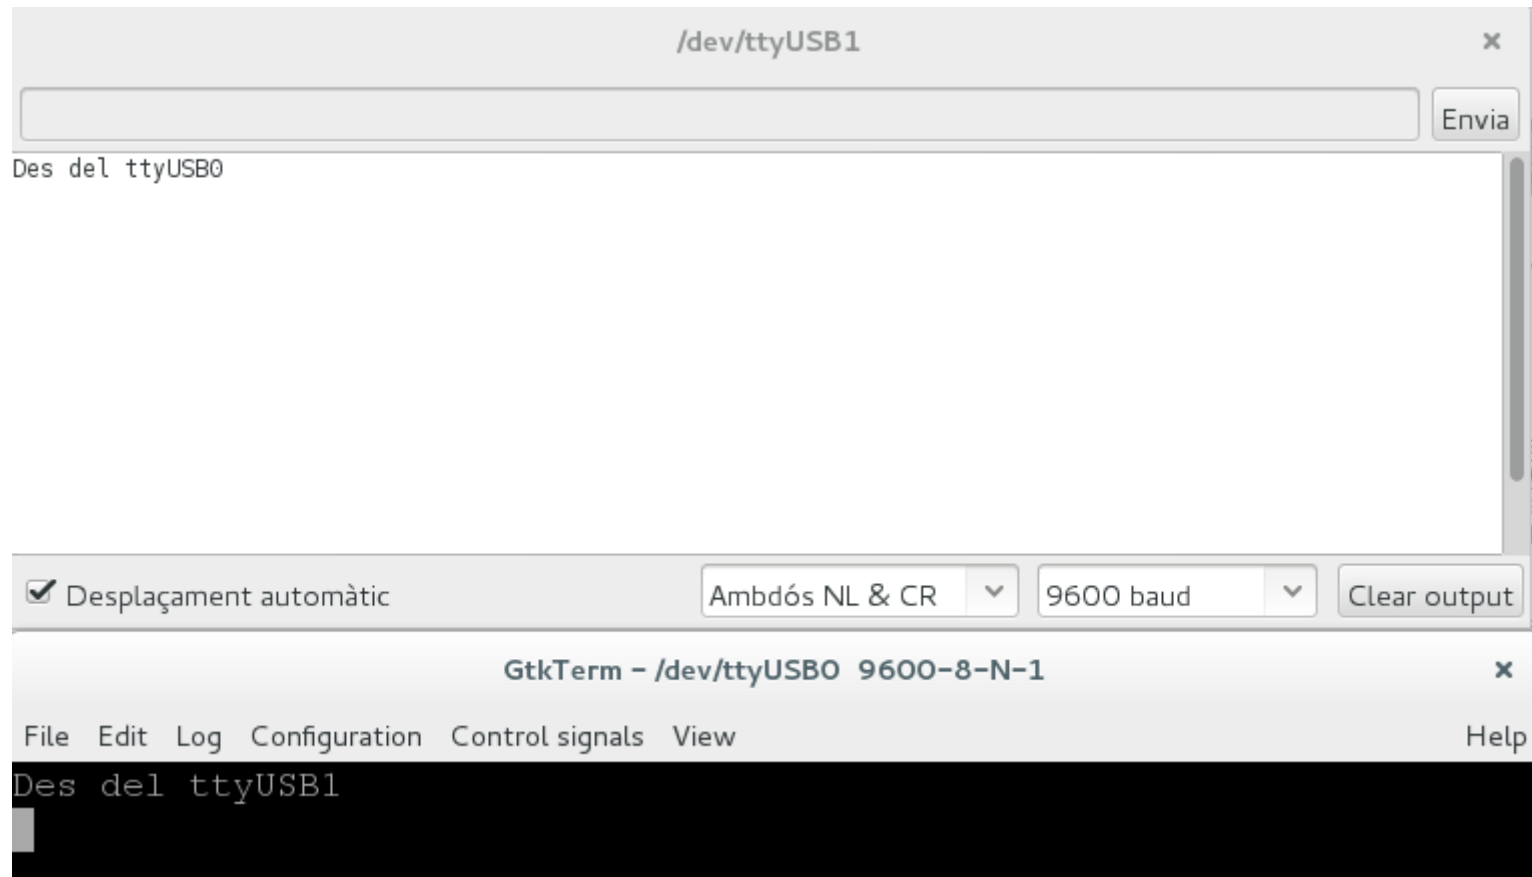 /dev/ttyUSB1
Envia
Des del ttyUSB0
Desplaçament automàtic
Ambdós NL & CR
9600 baud
Clear output
GtkTerm - /dev/ttyUSB0 9600-8-N-1
File Edit Log Configuration Control signals View Help
Des del ttyUSB1